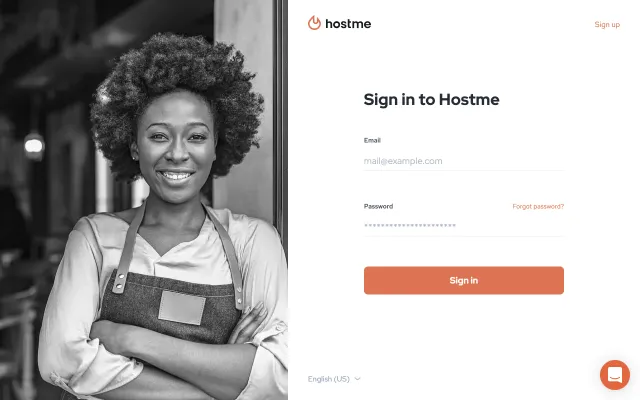 hostme
Sign up
Sign in to Hostme
Email
mail@example.com
Password
Forgot password?
Sign in
English (US)